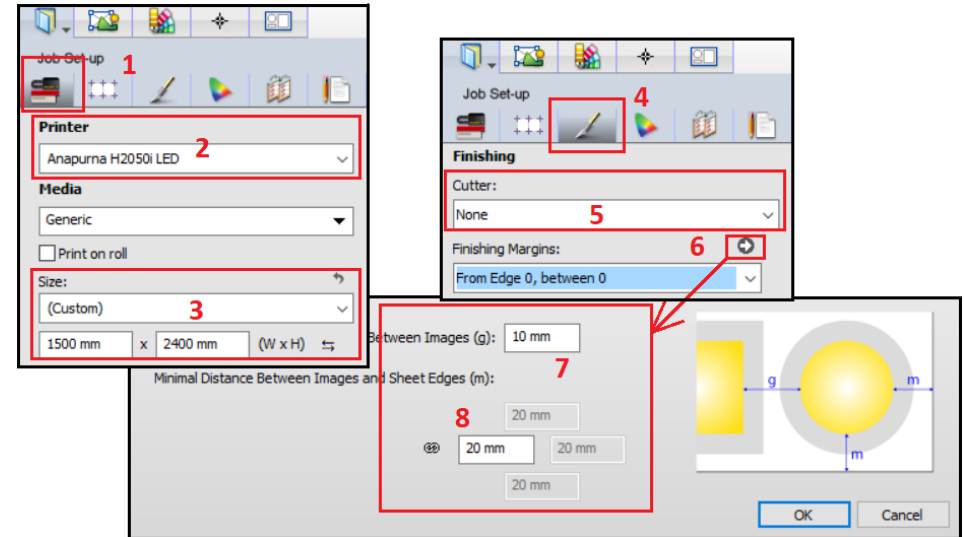 Job Set-up
1
Printer
Anapurna H2050i LED
2
Media
Generic
Print on roll
Size:
(Custom)
3
1500 mm x 2400 mm (W x H)
Job Set-up
4
Finishing
Cutter:
None
5
Finishing Margins:
6
From Edge 0, between 0
Between Images (g): 10 mm
7
Minimal Distance Between Images and Sheet Edges (m):
8
20 mm
20 mm
20 mm
20 mm
g
m
m
OK
Cancel